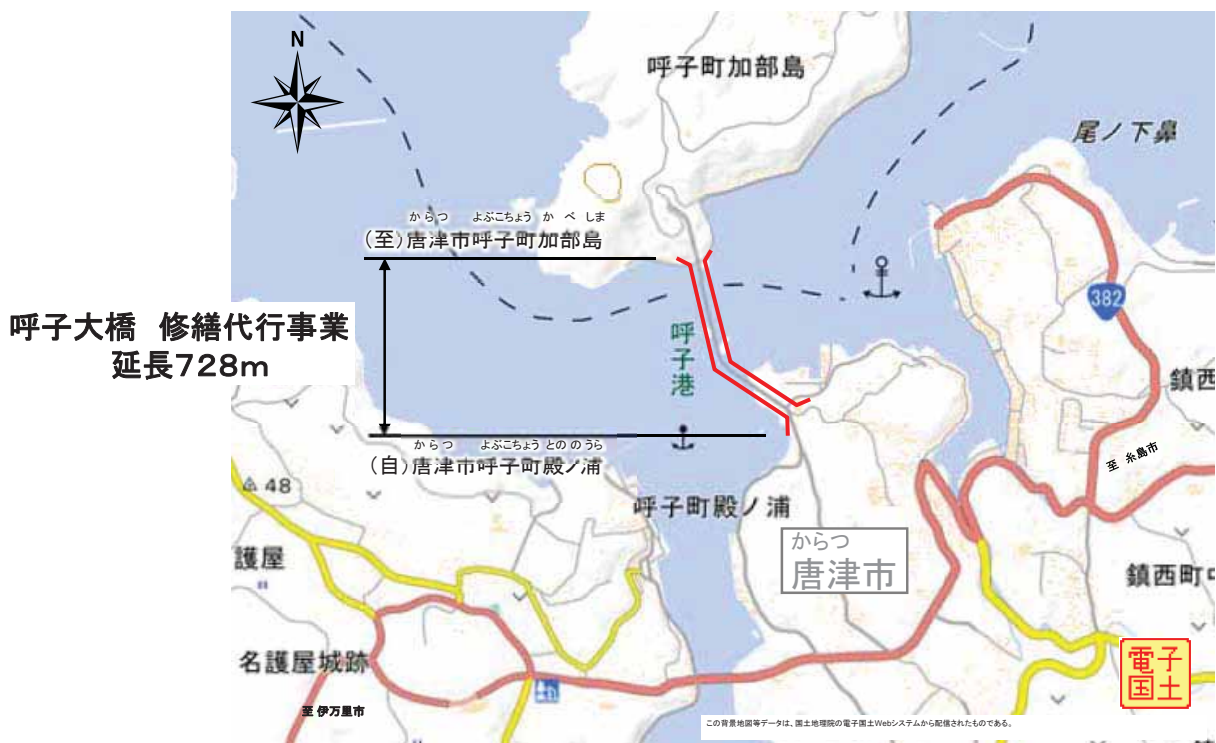 N
呼子町加部島
尾ノ下鼻
からつ よぶこちょう か べ しま
(至)唐津市呼子町加部島
382
呼子大橋 修繕代行事業
延長728m
呼子港
鎮西
からつ よぶこちょう とののうら
(自)唐津市呼子町殿ノ浦
至 糸島市
48
呼子町殿ノ浦
からつ
唐津市
護屋
鎮西町中
名護屋城跡
電子
国土
至 伊万里市
この背景地図等データは、国土地理院の電子国土Webシステムから配信されたものである。